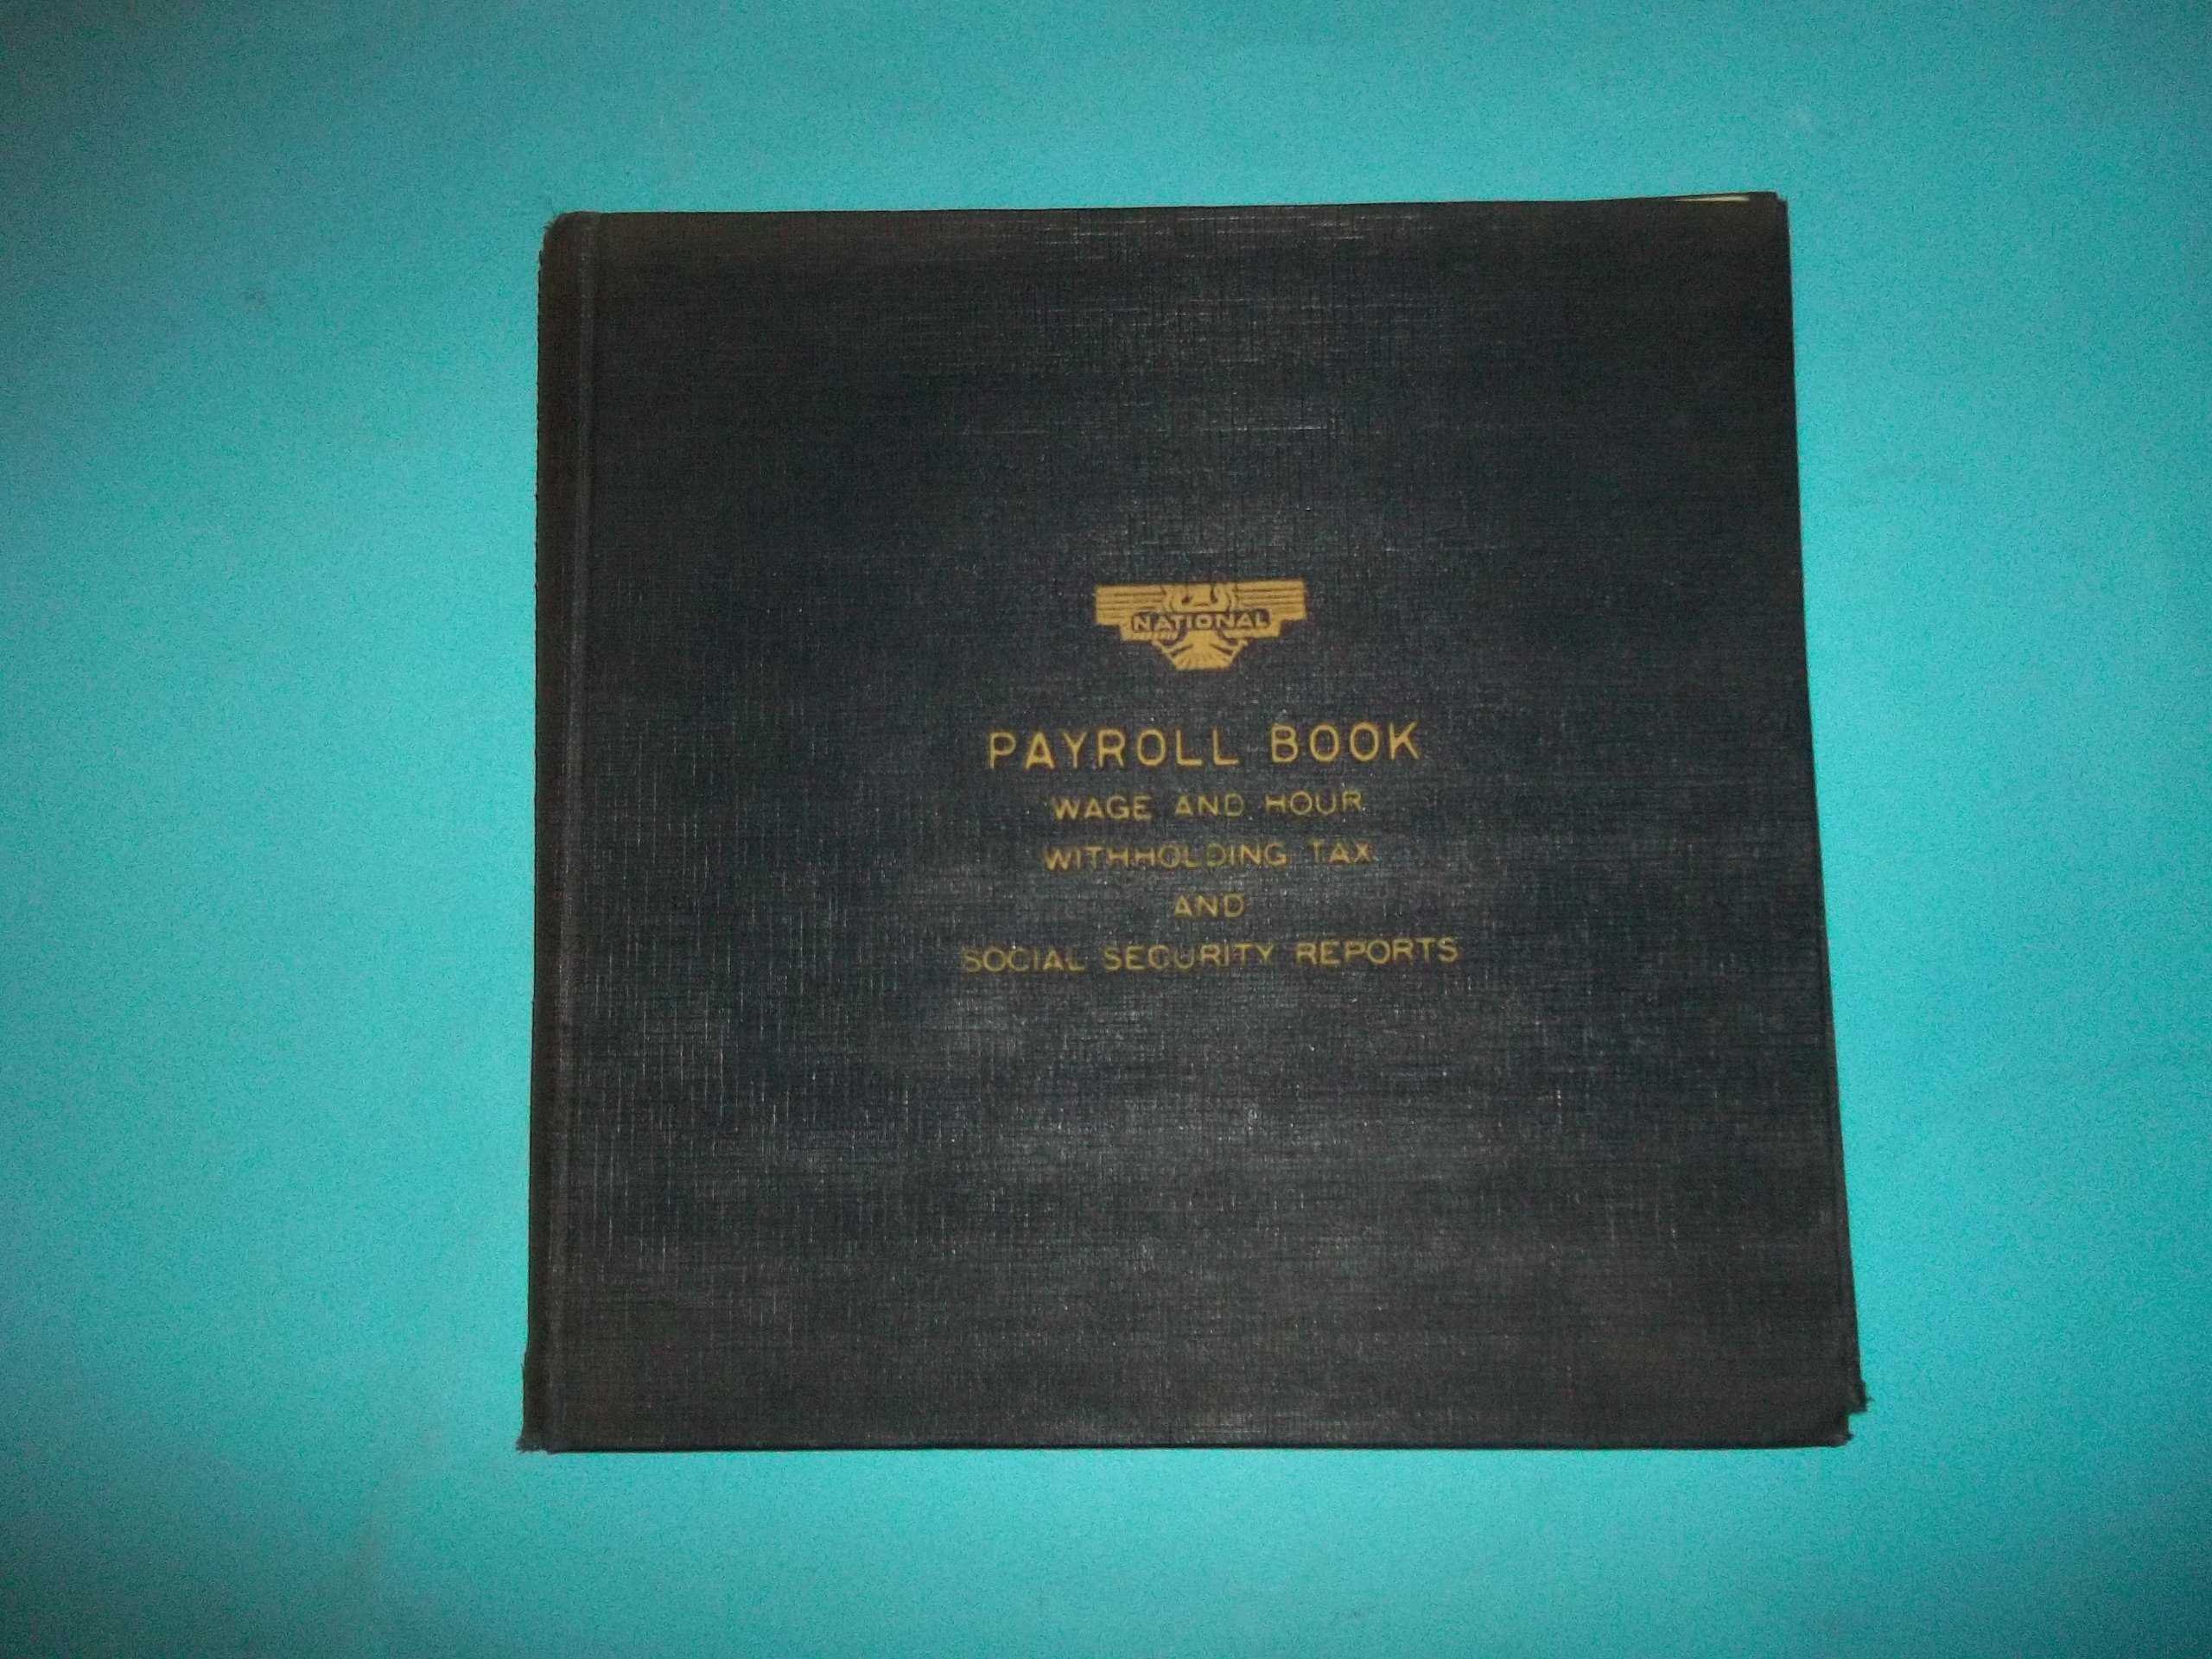 NATIONAL
PAYROLL BOOK
WAGE AND HOUR
WITHHOLDING TAX
AND
SOCIAL SECURITY REPORTS